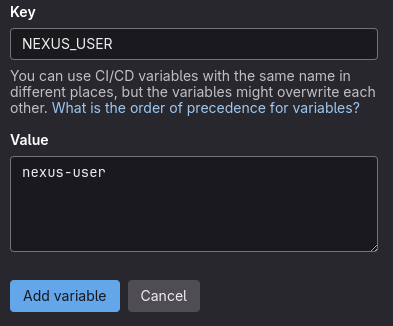 Key
NEXUS_USER
You can use CI/CD variables with the same name in
different places, but the variables might overwrite each
other. What is the order of precedence for variables?
Value
nexus-user
Add variable
Cancel